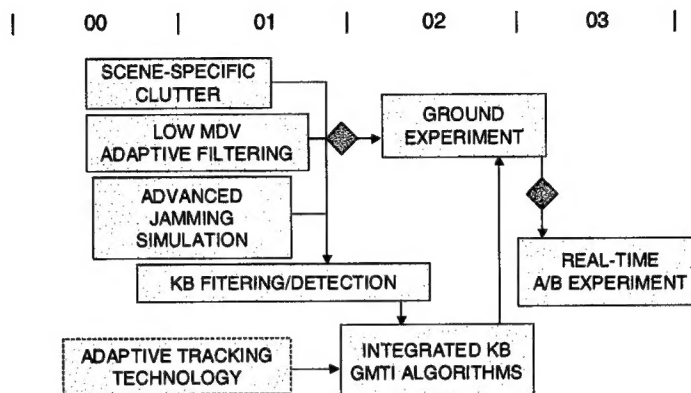 | 00 | 01 | 02 | 03 |
SCENE-SPECIFIC
CLUTTER
LOW MDV
ADAPTIVE FILTERING
ADVANCED
JAMMING
SIMULATION
GROUND
EXPERIMENT
KB FITERING/DETECTION
REAL-TIME
A/B EXPERIMENT
ADAPTIVE TRACKING
TECHNOLOGY
INTEGRATED KB
GMTI ALGORITHMS